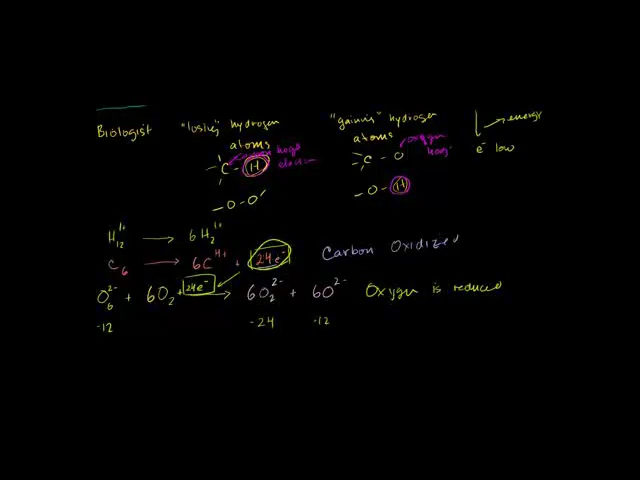 Biologist "losing" hydrogen atoms "gaining" hydrogen atoms → energy
e⁻ low
C - H carbon hogs electron
C - O oxygen hogs
- O - O
- O - H
H₁₂¹⁺ → 6H₂¹⁺
C₆ → 6C⁴⁺ + 24e⁻ Carbon Oxidized
O₆²⁻ + 6O₂ + 24e⁻ → 6O₂²⁻ + 6O²⁻ Oxygen is reduced
-12 -24 -12